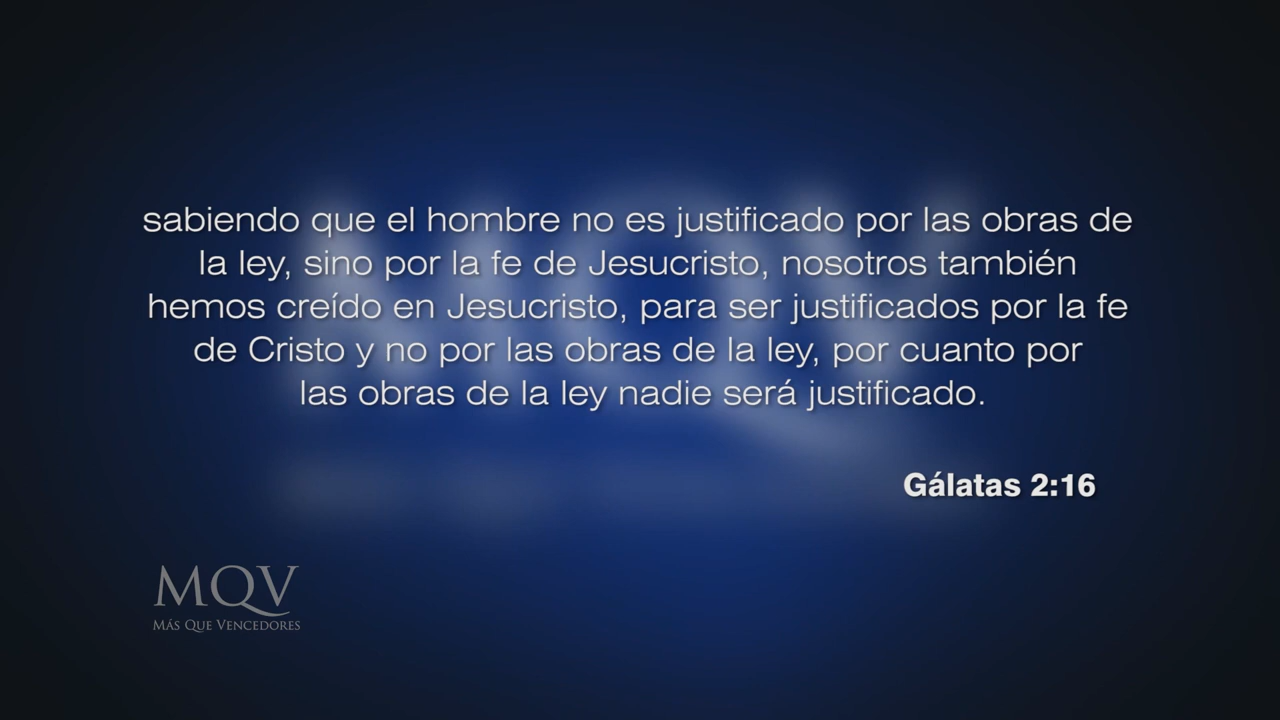 sabiendo que el hombre no es justificado por las obras de
la ley, sino por la fe de Jesucristo, nosotros también
hemos creído en Jesucristo, para ser justificados por la fe
de Cristo y no por las obras de la ley, por cuanto por
las obras de la ley nadie será justificado.
Gálatas 2:16
MQV
MÁS QUE VENCEDORES